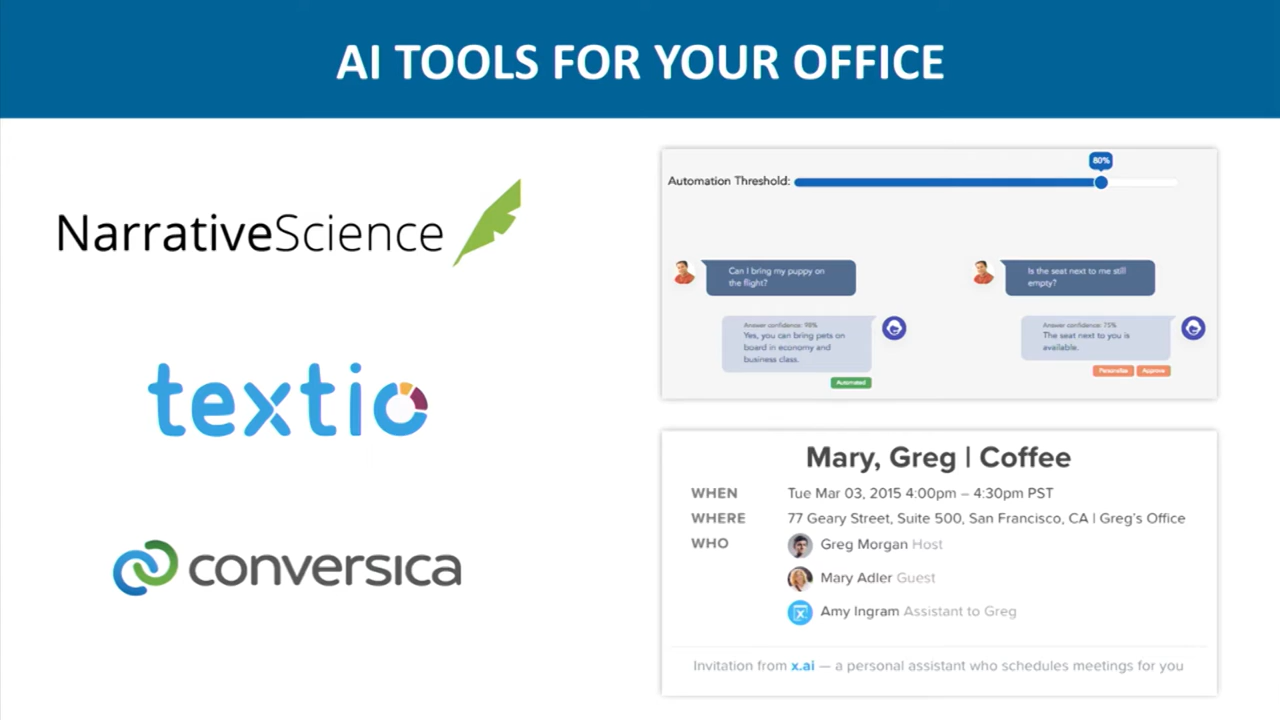 AI TOOLS FOR YOUR OFFICE
NarrativeScience
textio
conversica
Automation Threshold:
80%
Can I bring my puppy on
the flight?
Answer confidence: 98%
Yes, you can bring pets on
board in economy and
business class.
Automated
Is the seat next to me still
empty?
Answer confidence: 75%
The seat next to you is
available.
Personalize
Approve
Mary, Greg | Coffee
WHEN Tue Mar 03, 2015 4:00pm – 4:30pm PST
WHERE 77 Geary Street, Suite 500, San Francisco, CA | Greg's Office
WHO Greg Morgan Host
Mary Adler Guest
x. Amy Ingram Assistant to Greg
Invitation from x.ai — a personal assistant who schedules meetings for you